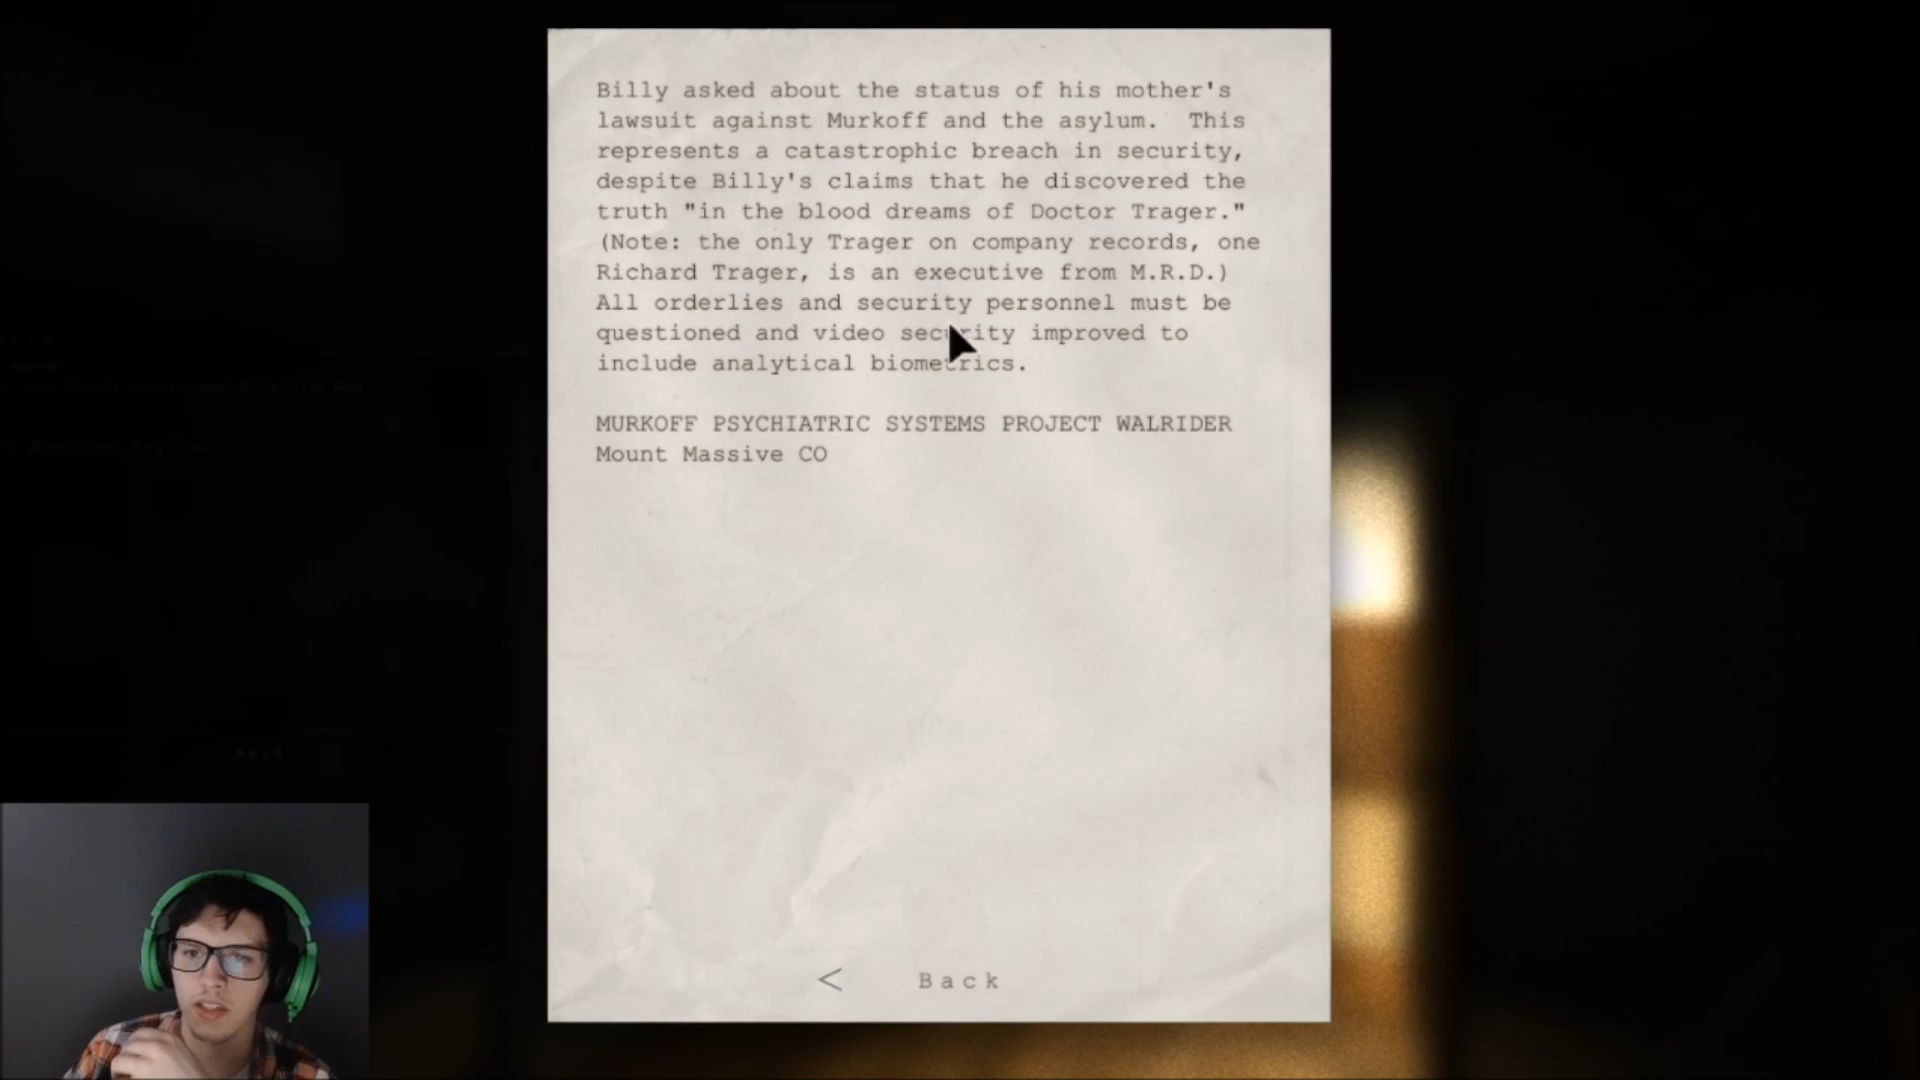 Billy asked about the status of his mother's
lawsuit against Murkoff and the asylum.  This
represents a catastrophic breach in security,
despite Billy's claims that he discovered the
truth "in the blood dreams of Doctor Trager."
(Note: the only Trager on company records, one
Richard Trager, is an executive from M.R.D.)
All orderlies and security personnel must be
questioned and video security improved to
include analytical biometrics.
MURKOFF PSYCHIATRIC SYSTEMS PROJECT WALRIDER
Mount Massive CO
Back
< Back